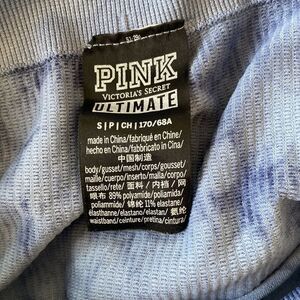 PINK
VICTORIA'S SECRET
ULTIMATE
S|P|CH|170/68A
made in China/fabriqué en Chine/
hecho en China/fabbricato in Cina/
中国制造
body/gusset/mesh/corps/gousset/
maille/cuerpo/inserto/malla/corpo/
tassello/rete/ 面料 / 内裆 / 网
眼布 89% polyamide/polyamide/
poliammide/ 锦纶 11% elastane/
élasthanne/elastano/elastan/ 氨纶/
waistband/ceinture/pretina/cintura/